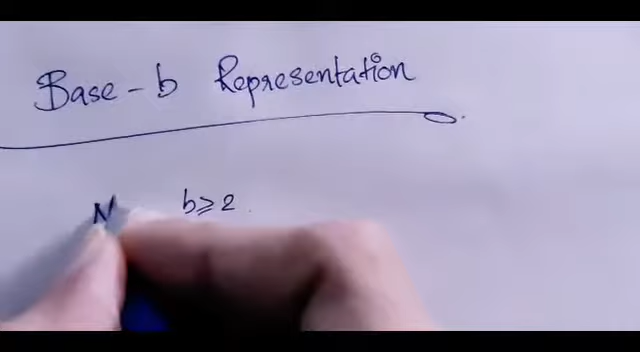 Base - b Representation
N b ≥ 2